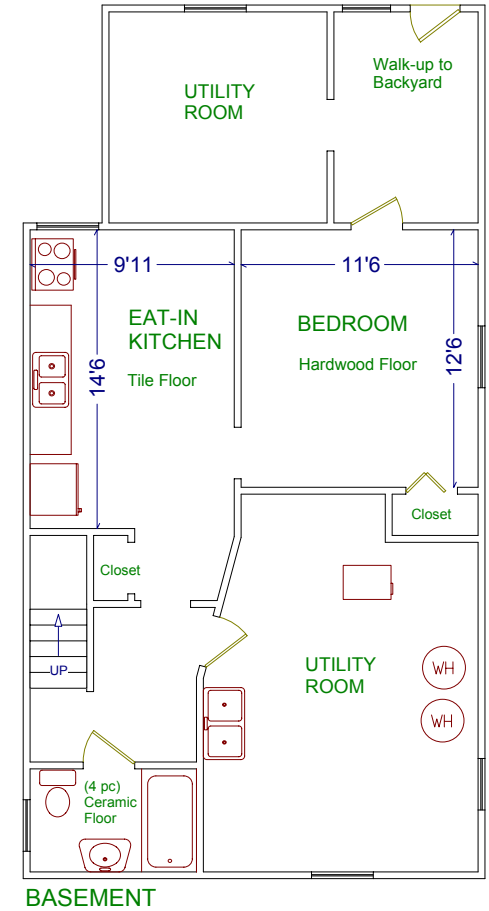 Walk-up to
Backyard
UTILITY
ROOM
9'11
11'6
EAT-IN
KITCHEN
Tile Floor
14'6
BEDROOM
Hardwood Floor
12'6
Closet
Closet
UP
UTILITY
ROOM
WH
WH
(4 pc)
Ceramic
Floor
BASEMENT